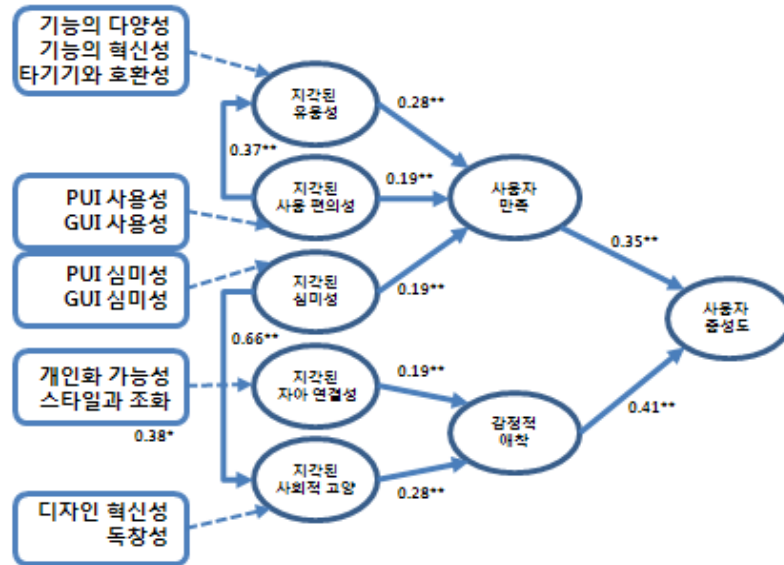 기능의 다양성
기능의 혁신성
타기기와 호환성
지각된
유용성
0.28**
0.37**
PUI 사용성
GUI 사용성
지각된
사용 편의성
0.19**
사용자
만족
PUI 심미성
GUI 심미성
지각된
심미성
0.19**
0.35**
사용자
충성도
0.66**
개인화 가능성
스타일과 조화
0.38*
지각된
자아 연결성
0.19**
감정적
애착
0.41**
디자인 혁신성
독창성
지각된
사회적 고양
0.28**